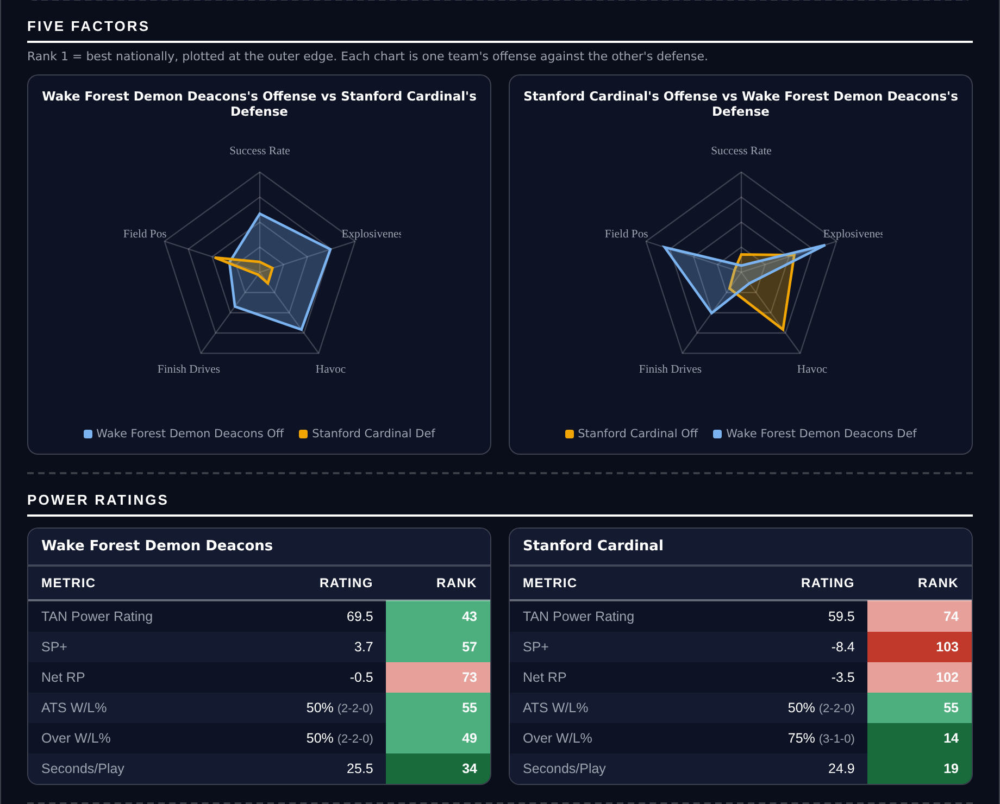 FIVE FACTORS
Rank 1 = best nationally, plotted at the outer edge. Each chart is one team's offense against the other's defense.
Wake Forest Demon Deacons's Offense vs Stanford Cardinal's
Defense
Success Rate
Field Pos
Explosivenes
Finish Drives
Havoc
Wake Forest Demon Deacons Off
Stanford Cardinal Def
Stanford Cardinal's Offense vs Wake Forest Demon Deacons's
Defense
Success Rate
Field Pos
Explosivenes
Finish Drives
Havoc
Stanford Cardinal Off
Wake Forest Demon Deacons Def
POWER RATINGS
Wake Forest Demon Deacons
METRIC RATING RANK
TAN Power Rating 69.5 43
SP+ 3.7 57
Net RP -0.5 73
ATS W/L% 50% (2-2-0) 55
Over W/L% 50% (2-2-0) 49
Seconds/Play 25.5 34
Stanford Cardinal
METRIC RATING RANK
TAN Power Rating 59.5 74
SP+ -8.4 103
Net RP -3.5 102
ATS W/L% 50% (2-2-0) 55
Over W/L% 75% (3-1-0) 14
Seconds/Play 24.9 19